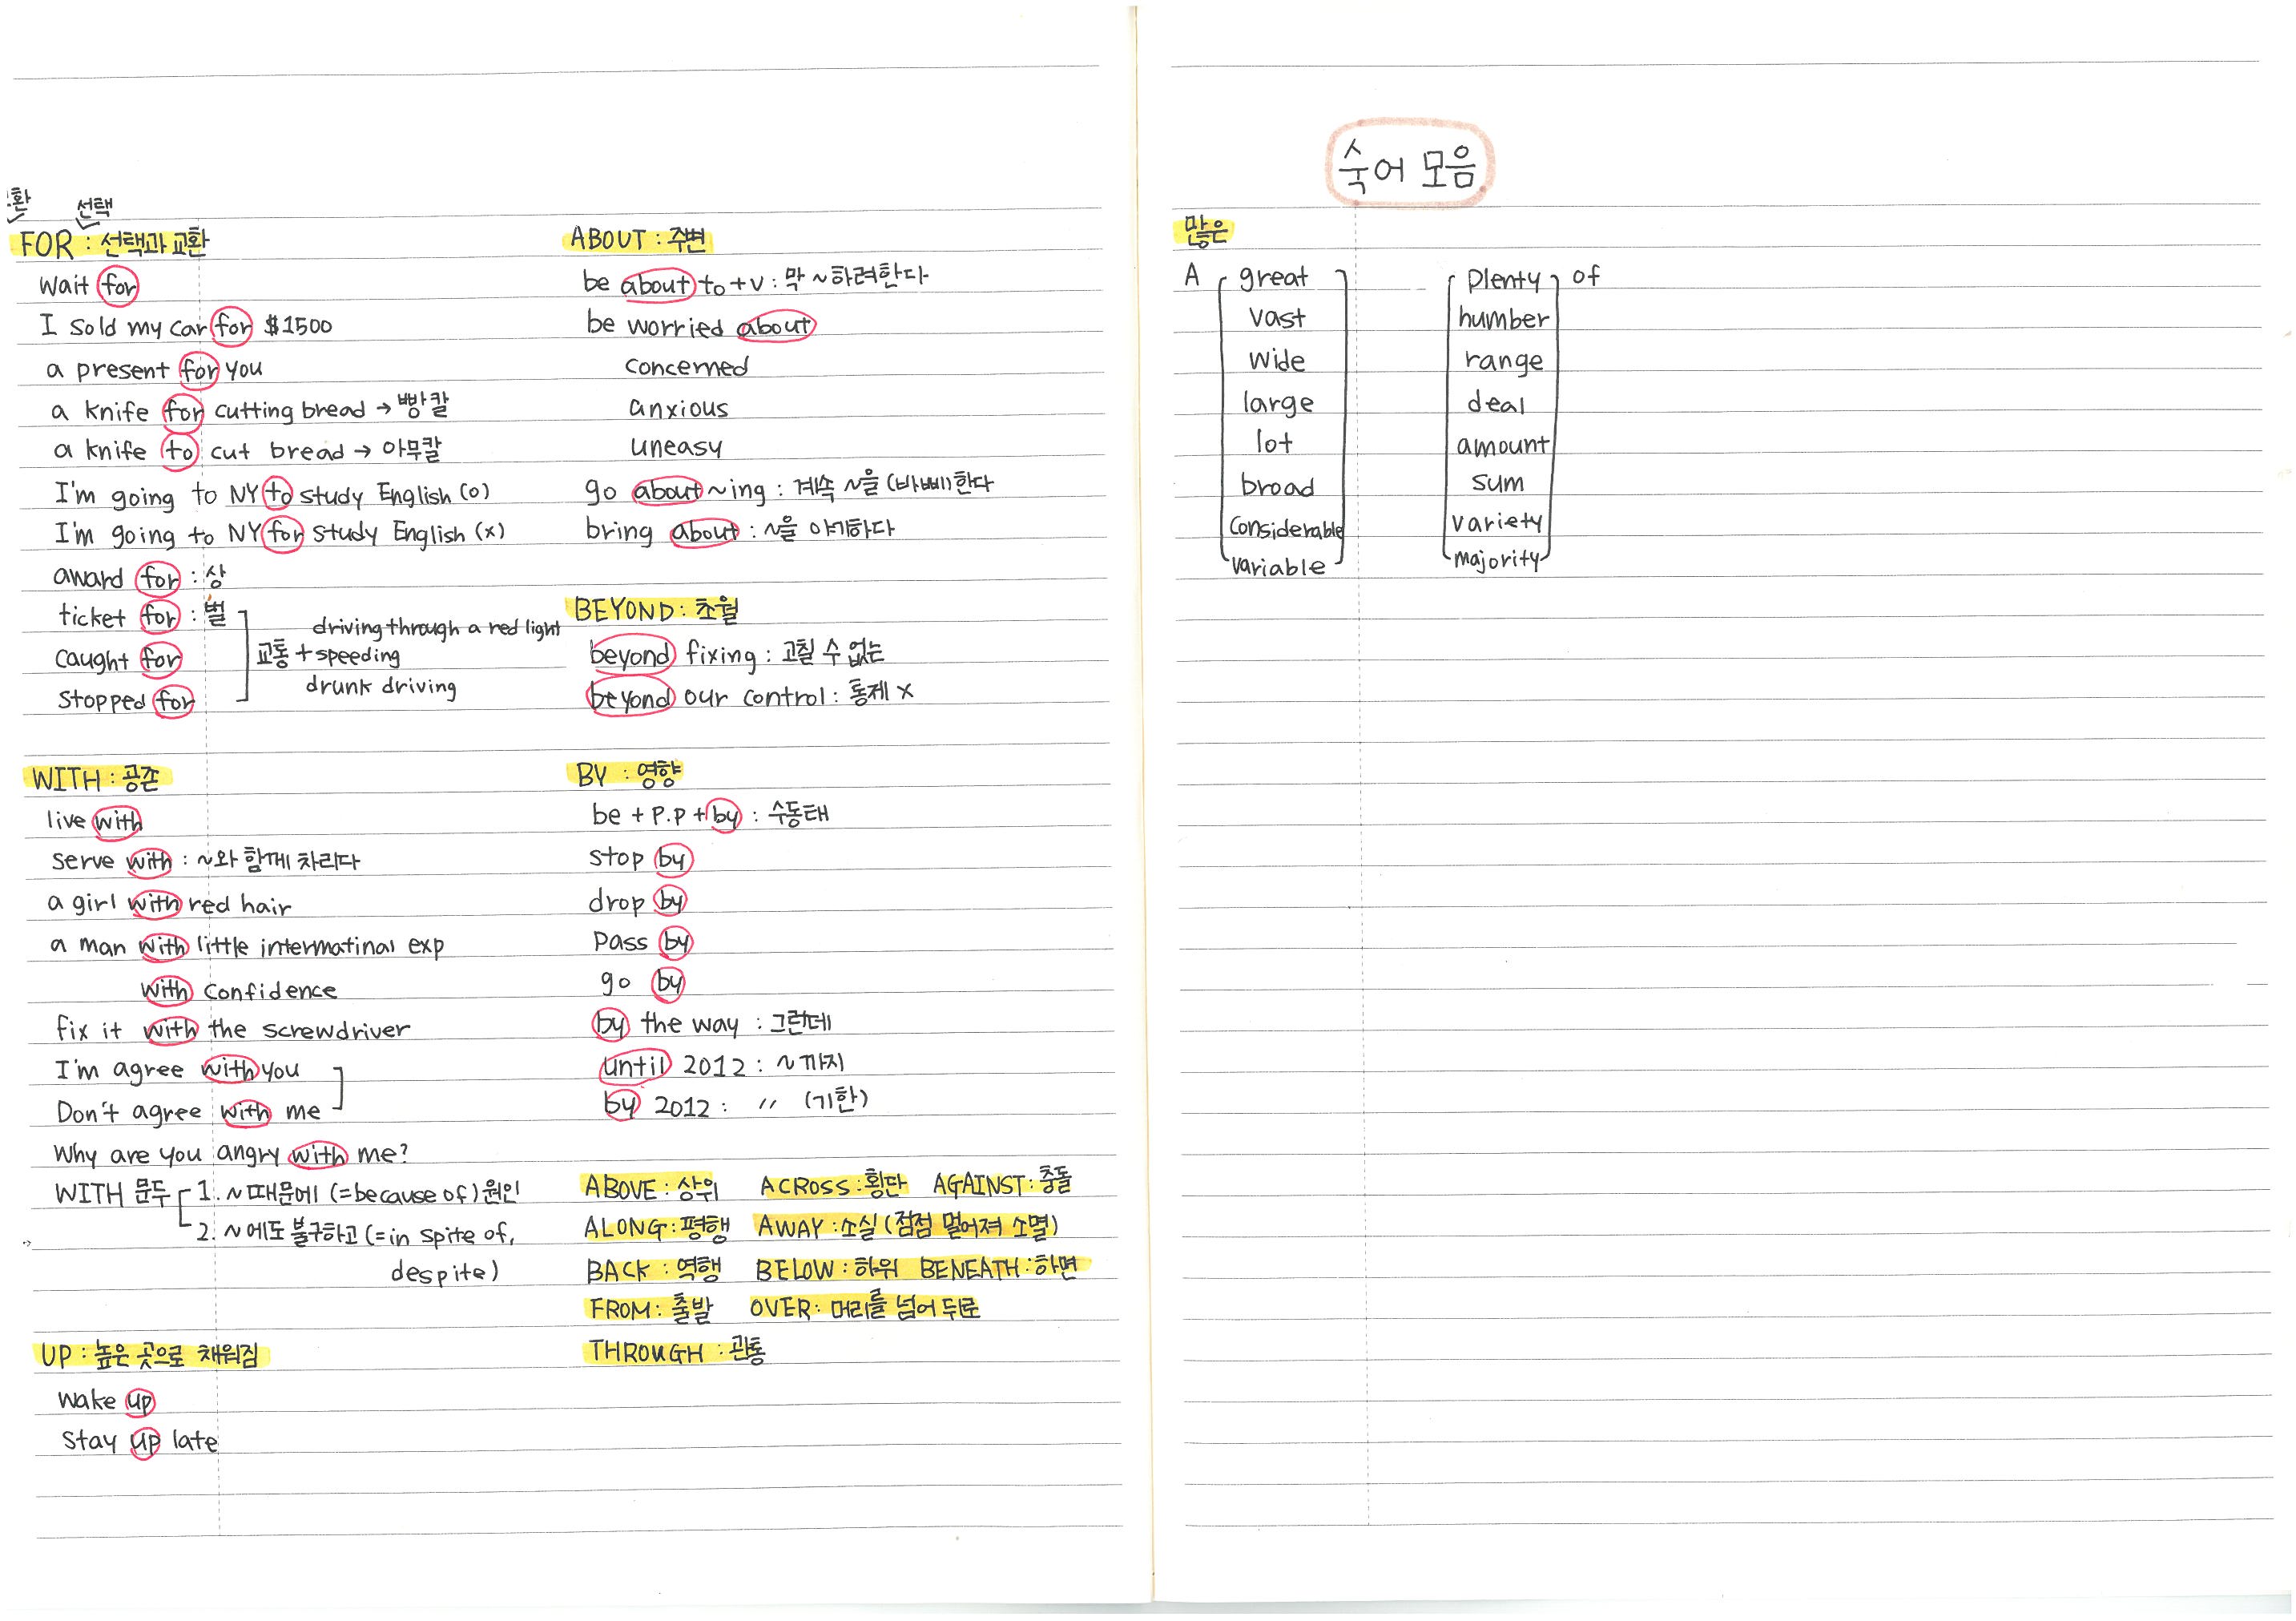 환 선택
FOR : 선택과 교환
wait for
I sold my car for $1500
a present for you
a knife for cutting bread → 빵칼
a knife to cut bread → 아무칼
I'm going to NY to study English (o)
I'm going to NY for study English (x)
award for : 상
ticket for : 벌
caught for
stopped for
driving through a red light
교통 + speeding
drunk driving
WITH : 공존
live with
serve with : ~와 함께 차리다
a girl with red hair
a man with little intermatinal exp
with confidence
fix it with the screwdriver
I'm agree with you
Don't agree with me
Why are you angry with me?
WITH 문두 1. ~때문에 (=because of) 원인
2. ~에도 불구하고 (=in spite of,
despite)
UP : 높은 곳으로 채워짐
wake up
stay up late
ABOUT : 주변
be about to + v : 막 ~하려한다
be worried about
concerned
anxious
uneasy
go about ~ing : 계속 ~을 (바삐) 한다
bring about : ~을 야기하다
BEYOND : 초월
beyond fixing : 고칠 수 없는
beyond our control : 통제 x
BY : 영향
be + P.P + by : 수동태
stop by
drop by
pass by
go by
by the way : 그런데
until 2012 : ~까지
by 2012 : 〃 (기한)
ABOVE : 상위 ACROSS : 횡단 AGAINST : 충돌
ALONG : 평행 AWAY : 소실 (점점 멀어져 소멸)
BACK : 역행 BELOW : 하위 BENEATH : 하면
FROM : 출발 OVER : 머리를 넘어 뒤로
THROUGH : 관통
숙어 모음
많은
A great plenty of
vast number
wide range
large deal
lot amount
broad sum
considerable variety
variable majority